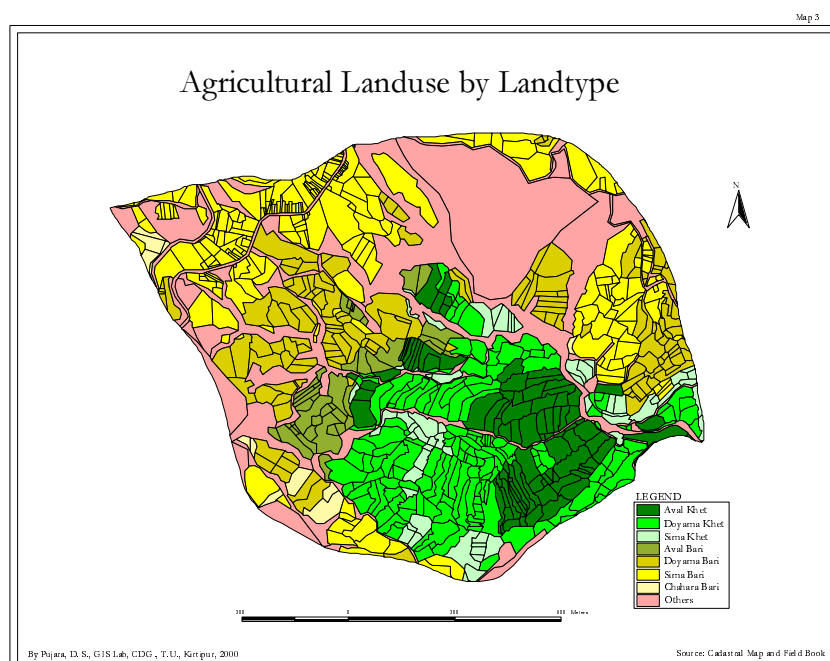 Map 3
Agricultural Landuse by Landtype
N
LEGEND
Aval Khet
Doyama Khet
Sima Khet
Aval Bari
Doyama Bari
Sima Bari
Chahara Bari
Others
0
Meters
By Pujara, D. S., GIS Lab, CDG , T.U., Kirtipur, 2000
Source: Cadastral Map and Field Book